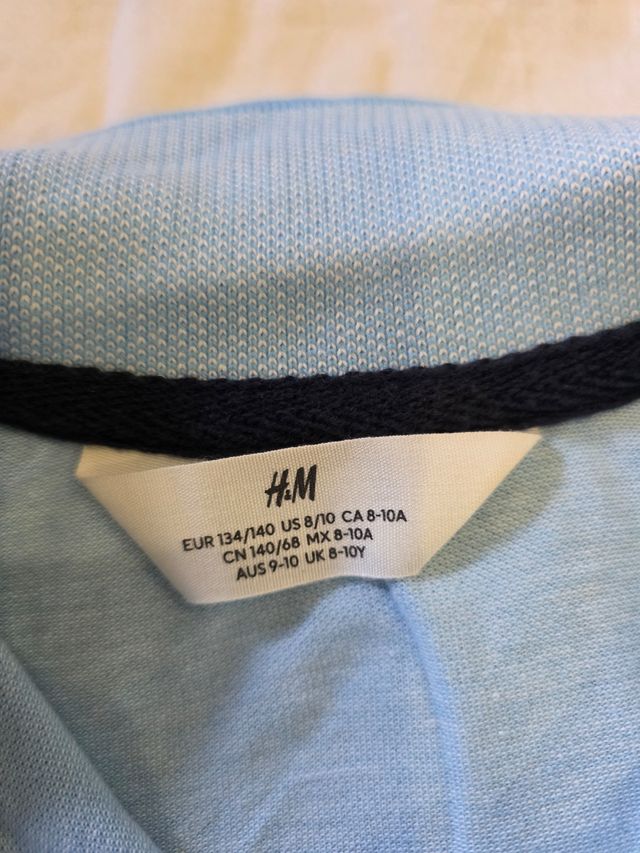 H&M
EUR 134/140 US 8/10 CA 8-10A
CN 140/68 MX 8-10A
AUS 9-10 UK 8-10Y